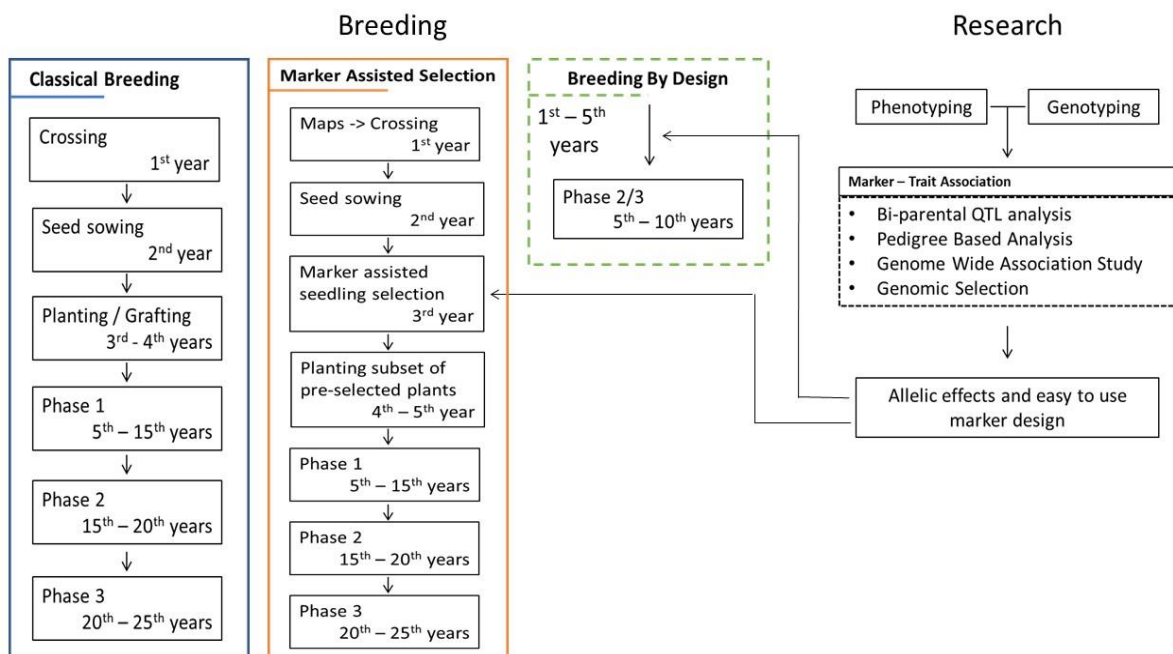 Breeding
Research
Classical Breeding
Crossing
1st year
Seed sowing
2nd year
Planting / Grafting
3rd - 4th years
Phase 1
5th – 15th years
Phase 2
15th – 20th years
Phase 3
20th – 25th years
Marker Assisted Selection
Maps -> Crossing
1st year
Seed sowing
2nd year
Marker assisted
seedling selection
3rd year
Planting subset of
pre-selected plants
4th – 5th year
Phase 1
5th – 15th years
Phase 2
15th – 20th years
Phase 3
20th – 25th years
Breeding By Design
1st – 5th
years
Phase 2/3
5th – 10th years
Phenotyping
Genotyping
Marker – Trait Association
• Bi-parental QTL analysis
• Pedigree Based Analysis
• Genome Wide Association Study
• Genomic Selection
Allelic effects and easy to use
marker design